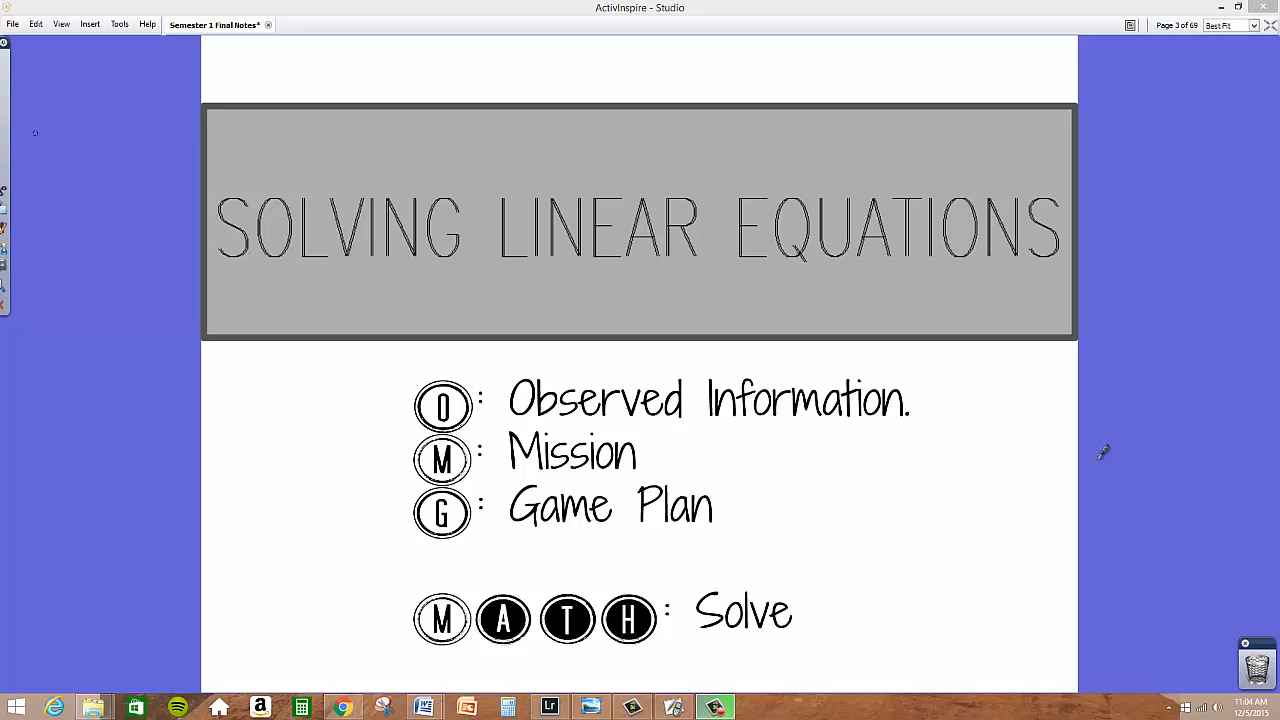 ActivInspire - Studio
File Edit View Insert Tools Help Semester 1 Final Notes* Page 3 of 69 Best Fit
SOLVING LINEAR EQUATIONS
O : Observed Information.
M : Mission
G : Game Plan
MATH : Solve
11:04 AM
12/5/2015